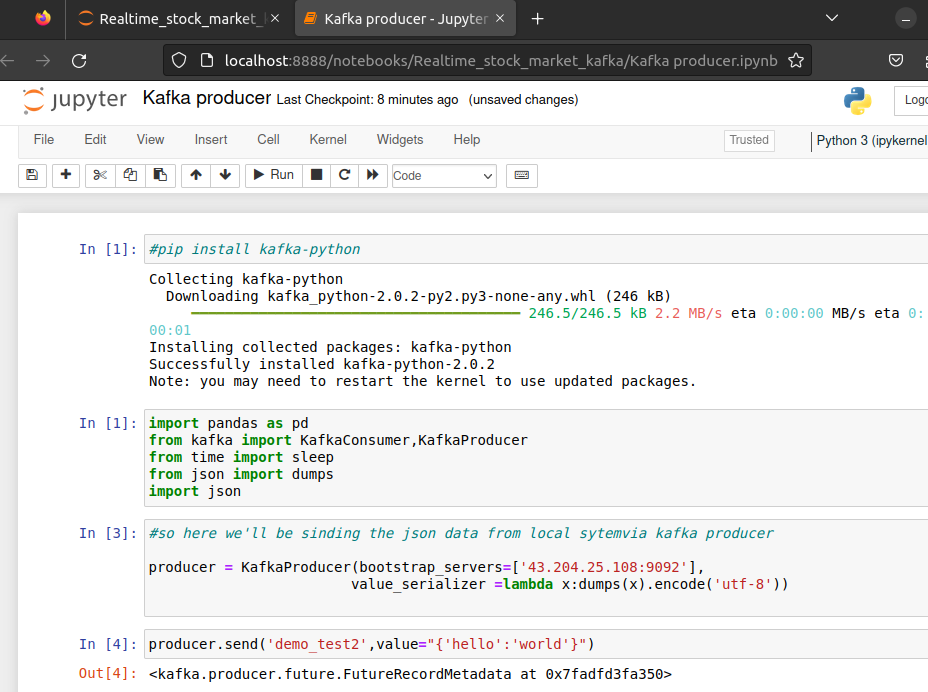 Realtime_stock_market_
Kafka producer - Jupyter
localhost:8888/notebooks/Realtime_stock_market_kafka/Kafka producer.ipynb
jupyter Kafka producer Last Checkpoint: 8 minutes ago (unsaved changes)
Logo
File Edit View Insert Cell Kernel Widgets Help Trusted Python 3 (ipykernel
Run Code
In [1]: #pip install kafka-python
Collecting kafka-python
Downloading kafka_python-2.0.2-py2.py3-none-any.whl (246 kB)
246.5/246.5 kB 2.2 MB/s eta 0:00:00 MB/s eta 0:
00:01
Installing collected packages: kafka-python
Successfully installed kafka-python-2.0.2
Note: you may need to restart the kernel to use updated packages.
In [1]: import pandas as pd
from kafka import KafkaConsumer,KafkaProducer
from time import sleep
from json import dumps
import json
In [3]: #so here we'll be sinding the json data from local sytemvia kafka producer
producer = KafkaProducer(bootstrap_servers=['43.204.25.108:9092'],
value_serializer =lambda x:dumps(x).encode('utf-8'))
In [4]: producer.send('demo_test2',value="{'hello':'world'}")
Out[4]: <kafka.producer.future.FutureRecordMetadata at 0x7fadfd3fa350>